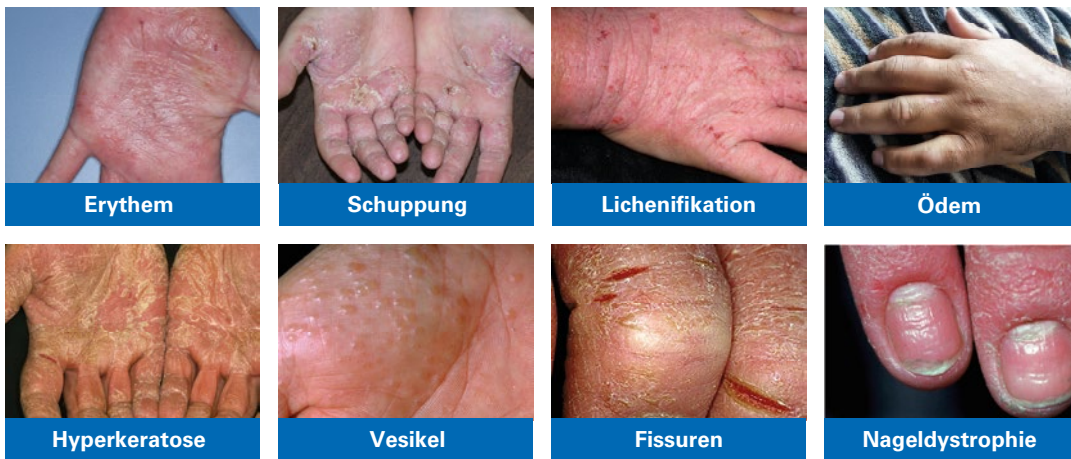 Erythem
Schuppung
Lichenifikation
Ödem
Hyperkeratose
Vesikel
Fissuren
Nageldystrophie